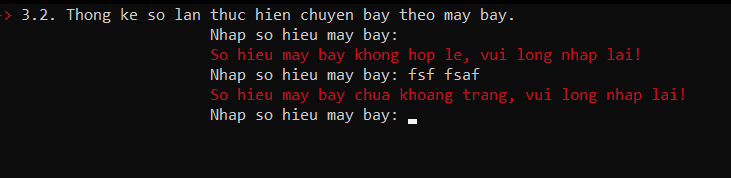 -> 3.2. Thong ke so lan thuc hien chuyen bay theo may bay.
Nhap so hieu may bay:
So hieu may bay khong hop le, vui long nhap lai!
Nhap so hieu may bay: fsf fsaf
So hieu may bay chua khoang trang, vui long nhap lai!
Nhap so hieu may bay: